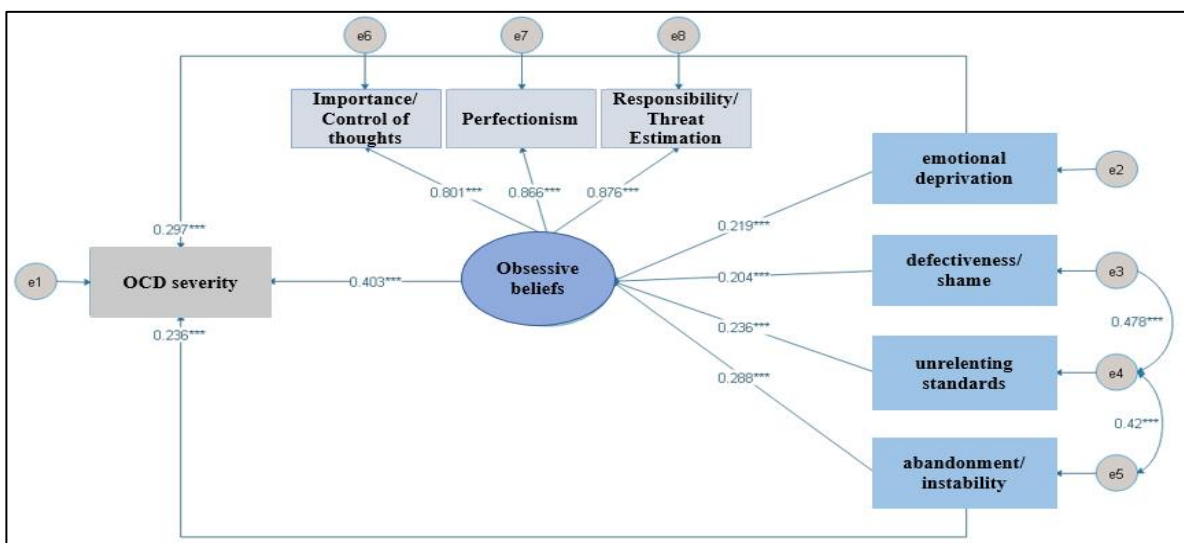 e6
e7
e8
Importance/
Control of
thoughts
Perfectionism
Responsibility/
Threat
Estimation
emotional
deprivation
e2
0.801***
0.866***
0.876***
0.219***
0.297***
e1
OCD severity
0.403***
Obsessive
beliefs
0.204***
defectiveness/
shame
e3
0.478***
0.236***
0.236***
unrelenting
standards
e4
0.288***
0.42***
abandonment/
instability
e5